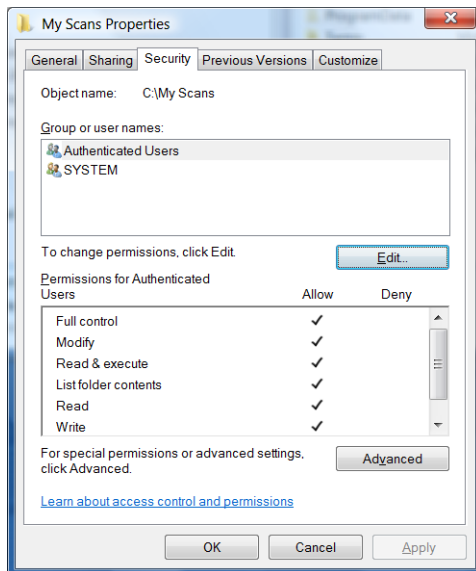 My Scans Properties
General Sharing Security Previous Versions Customize
Object name: C:\My Scans
Group or user names:
Authenticated Users
SYSTEM
To change permissions, click Edit.
Edit...
Permissions for Authenticated
Users Allow Deny
Full control
Modify
Read & execute
List folder contents
Read
Write
For special permissions or advanced settings,
click Advanced.
Advanced
Learn about access control and permissions
OK Cancel Apply